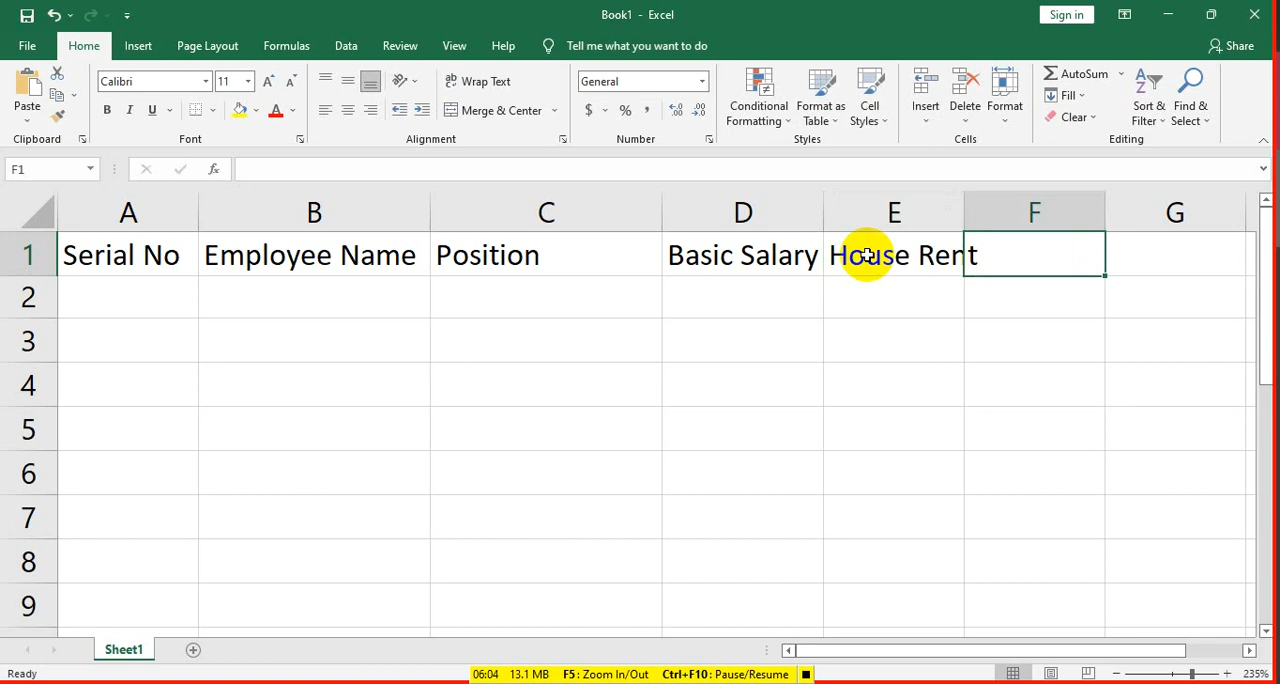 Book1 - Excel
Sign in
File Home Insert Page Layout Formulas Data Review View Help Tell me what you want to do Share
Paste
Calibri 11
B I U
Wrap Text
Merge & Center
General
$ % ,
Conditional Formatting
Format as Table
Cell Styles
Insert Delete Format
AutoSum
Fill
Clear
Sort & Filter
Find & Select
Clipboard Font Alignment Number Styles Cells Editing
F1 fx
A B C D E F G
1 Serial No Employee Name Position Basic Salary House Rent
2
3
4
5
6
7
8
9
Sheet1
Ready 06:04 13.1 MB F5: Zoom In/Out Ctrl+F10: Pause/Resume 235%